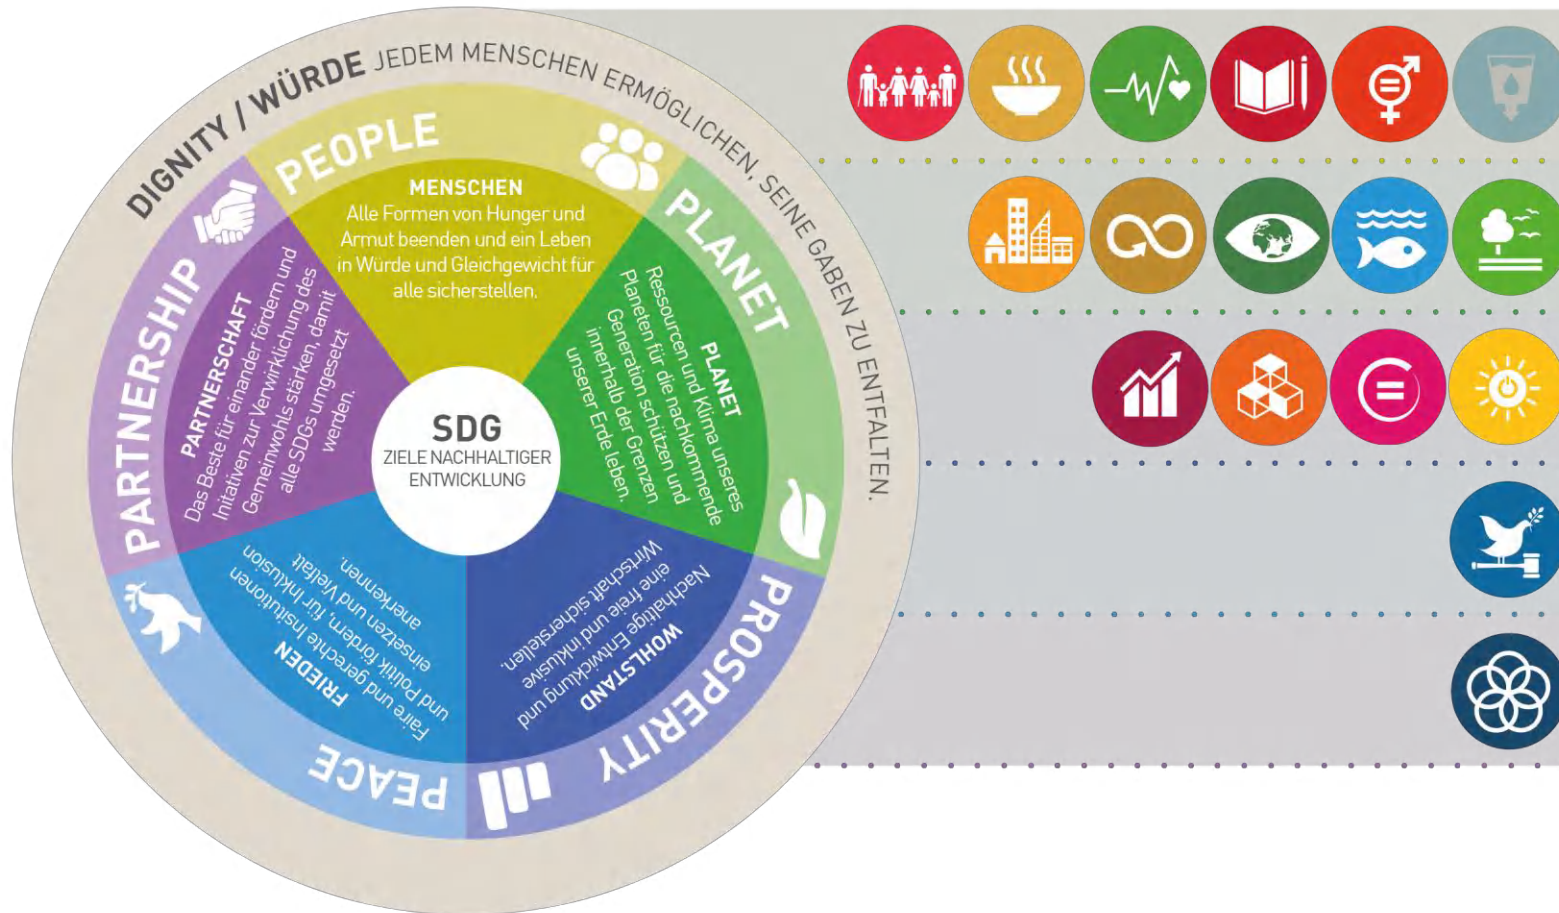 DIGNITY / WÜRDE JEDEM MENSCHEN ERMÖGLICHEN, SEINE GABEN ZU ENTFALTEN.
PEOPLE
MENSCHEN
Alle Formen von Hunger und
Armut beenden und ein Leben
in Würde und Gleichgewicht für
alle sicherstellen.
PLANET
PLANET
Ressourcen und Klima unseres
Planeten für die nachkommende
Generation schützen und
innerhalb der Grenzen
unserer Erde leben.
PROSPERITY
WOHLSTAND
Nachhaltige Entwicklung und
eine freie und inklusive
Wirtschaft sicherstellen.
PEACE
FRIEDEN
Faire und gerechte Institutionen
und Politik fördern, für Inklusion
einsetzen und Vielfalt
anerkennen.
PARTNERSHIP
PARTNERSCHAFT
Das Beste für einander fördern und
Initativen zur Verwirklichung des
Gemeinwohls stärken, damit
alle SDGs umgesetzt
werden.
SDG
ZIELE NACHHALTIGER
ENTWICKLUNG